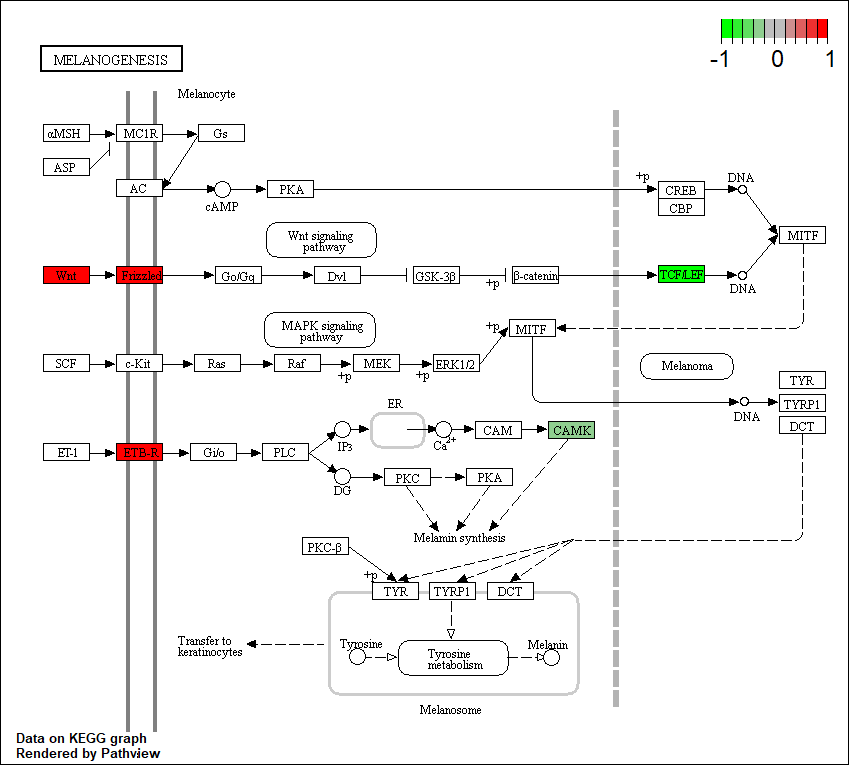 -1 0 1
MELANOGENESIS
Melanocyte
αMSH MC1R Gs
ASP
AC cAMP PKA +p CREB DNA
CBP
MITF
Wnt signaling
pathway
Wnt Frizzled Go/Gq Dvl GSK-3β +p β-catenin TCF/LEF DNA
MAPK signaling
pathway
+p MITF
SCF c-Kit Ras Raf +p MEK +p ERK1/2
Melanoma
TYR
DNA TYRP1
DCT
ER
ET-1 ETB-R Gi/o PLC IP3 Ca2+ CAM CAMK
DG PKC PKA
Melamin synthesis
PKC-β
+p TYR TYRP1 DCT
Transfer to
keratinocytes
Tyrosine Melanin
Tyrosine
metabolism
Melanosome
Data on KEGG graph
Rendered by Pathview